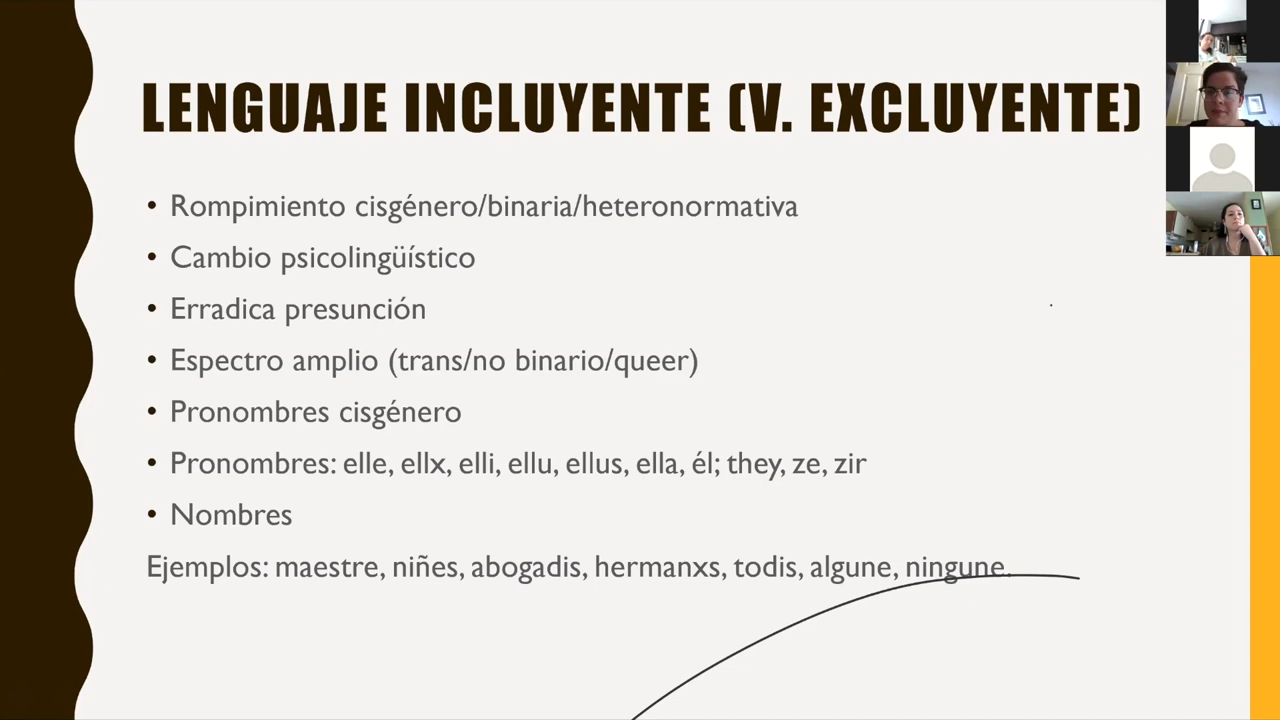 LENGUAJE INCLUYENTE (V. EXCLUYENTE)
• Rompimiento cisgénero/binaria/heteronormativa
• Cambio psicolingüístico
• Erradica presunción
• Espectro amplio (trans/no binario/queer)
• Pronombres cisgénero
• Pronombres: elle, ellx, elli, ellu, ellus, ella, él; they, ze, zir
• Nombres
Ejemplos: maestre, niñes, abogadis, hermanxs, todis, algune, ningune.